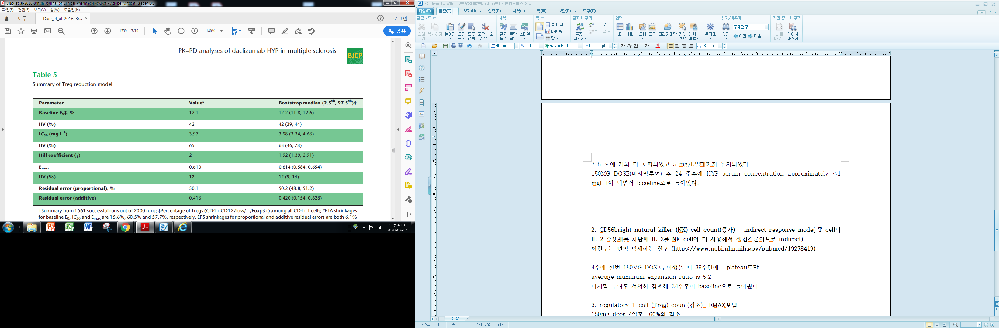 Diao_et_al-2016-British_Journal_of_Clinical_Pharmacology.pdf - Adobe Acrobat Reader DC
파일(F) 편집(E) 보기(V) 창(W) 도움말(H)
홈 도구 Diao_et_al-2016-Br... × 로그인
1339 7/10 140% 공유
PK–PD analyses of daclizumab HYP in multiple sclerosis
BJCP
Table 5
Summary of Treg reduction model
Parameter Value* Bootstrap median (2.5th, 97.5th)†
Baseline E0‡, % 12.1 12.2 (11.8, 12.6)
IIV (%) 42 42 (39, 44)
IC50 (mg l−1) 3.97 3.98 (3.34, 4.66)
IIV (%) 65 63 (46, 78)
Hill coefficient (γ) 2 1.92 (1.39, 2.91)
Emax 0.610 0.614 (0.584, 0.654)
IIV (%) 12 12 (9, 14)
Residual error (proportional), % 50.1 50.2 (48.8, 51.2)
Residual error (additive) 0.416 0.420 (0.154, 0.628)
†Summary from 1561 successful runs out of 2000 runs; ‡Percentage of Tregs (CD4 + CD127low/−/Foxp3+) among all CD4+ T cells; *ETA shrinkages
for baseline E0, IC50 and Emax are 15.6%, 60.5% and 57.7%, respectively. EPS shrinkages for proportional and additive residual errors are both 6.1%
오후 4:19
2020-02-17
논문.hwp [C:\Users\OASIS02\Desktop\] - 한컴오피스 한글
파일(F) 편집(E) 보기(U) 입력(D) 서식(J) 쪽(W) 보안(R) 도구(K)
클립보드 서식 쪽 글자 바꾸기 입력 찾기/바꾸기 개인 정보 바꾸기
오려 두기 복사하기 붙이기 모양 복사 모두 선택 조판 부호 지우기 글자 모양 문단 모양 스타일 쪽 여백 바탕쪽 단 글자 바꾸기 한자로 한글로 표 차트 도형 그림 그리기마당 개체 선택 개체 보호 문자표 찾기 중재연구 이전 다음 바로 바꾸기 찾아서 바꾸기
바탕글 대표 함초롬바탕 10.0 pt 가 가 가 가 가 160 %
7 h 후에 거의 다 포화되었고 5 mg/L일때까지 유지되었다.
150MG DOSE(마지막투여) 후 24 주후에 HYP serum concentration approximately ≤1
mgl-1이 되면서 baseline으로 돌아왔다.
2. CD56bright natural killer (NK) cell count(증가) - indirect response mode( T-cell의
IL-2 수용체를 차단에 IL-2를 NK cell이 더 사용해서 생긴결론이므로 indirect)
이친구는 면역 억제하는 친구 (https://www.ncbi.nlm.nih.gov/pubmed/19278419)
4주에 한번 150MG DOSE투여했을 때 36주만에 . plateau도달
average maximum expansion ratio is 5.2
마지막 투여후 서서히 감소해 24주후에 baseline으로 돌아왔다
3. regulatory T cell (Treg) count(감소)- EMAX모델
150mg does 4일후 60%의 감소
논문
3/3쪽 1단 1줄 29칸 1/1 구역 삽입 145%